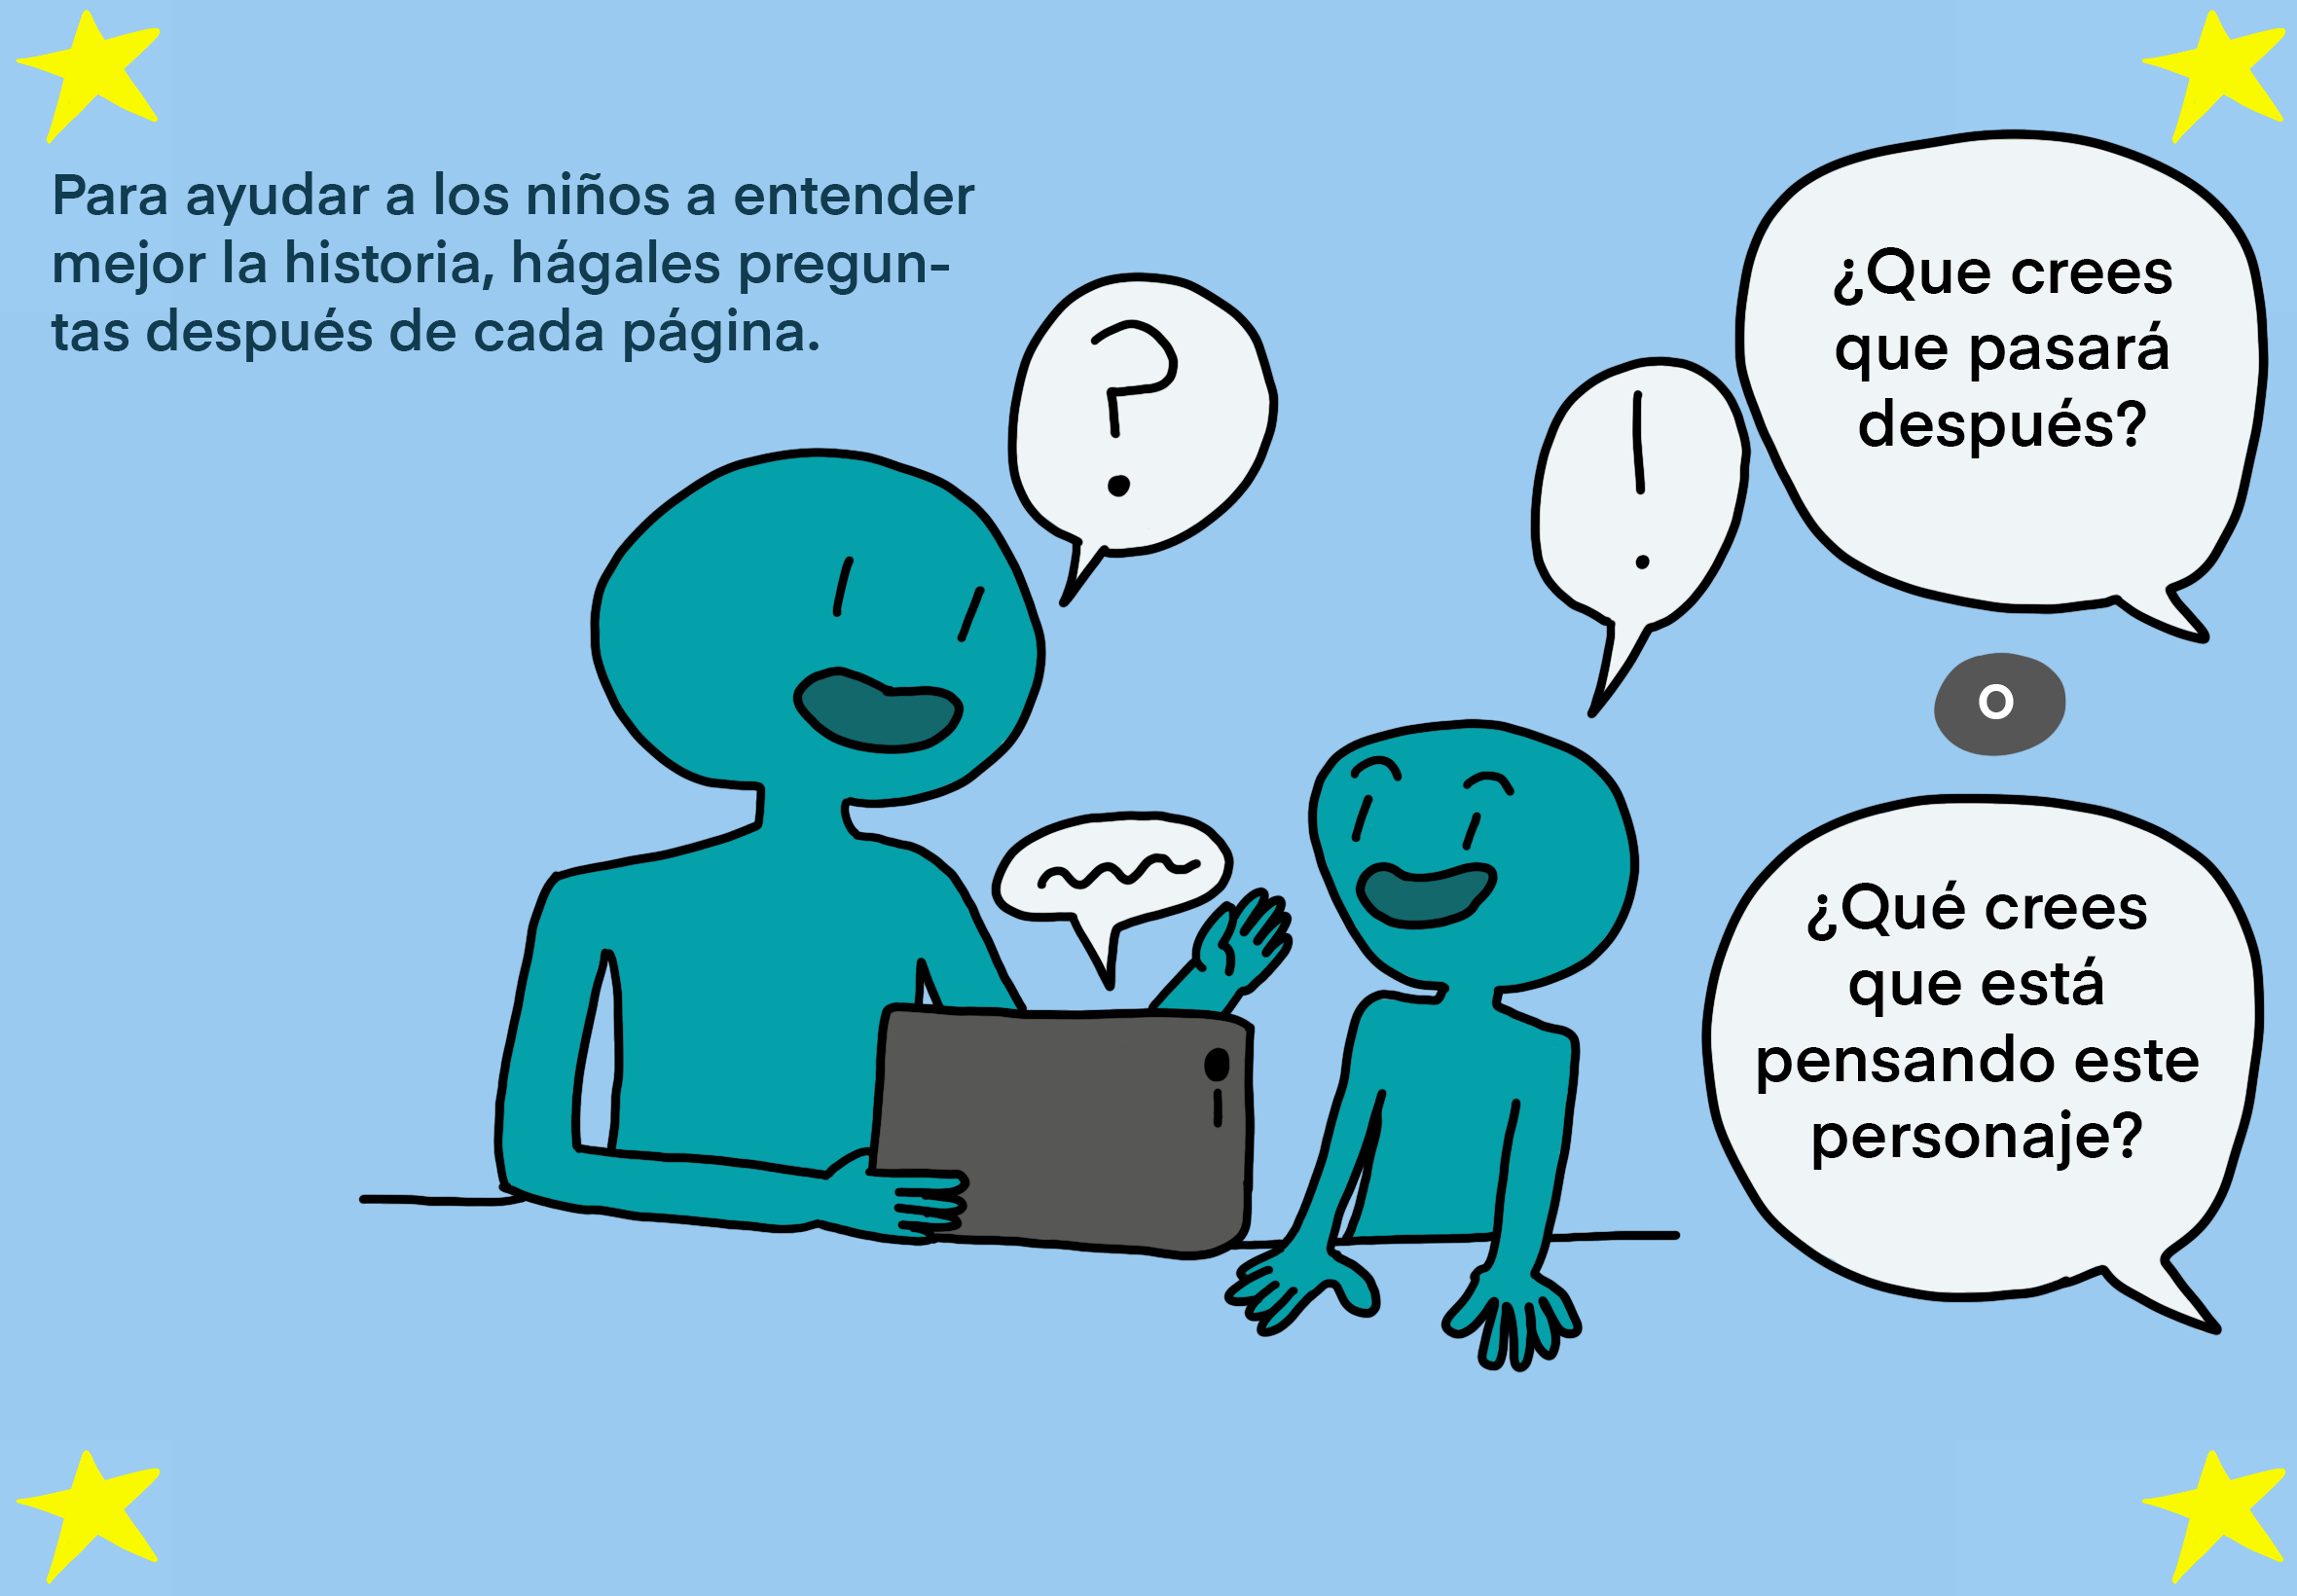 Para ayudar a los niños a entender
mejor la historia, hágales pregun-
tas después de cada página.
?
!
¿Que crees
que pasará
después?
o
¿Qué crees
que está
pensando este
personaje?